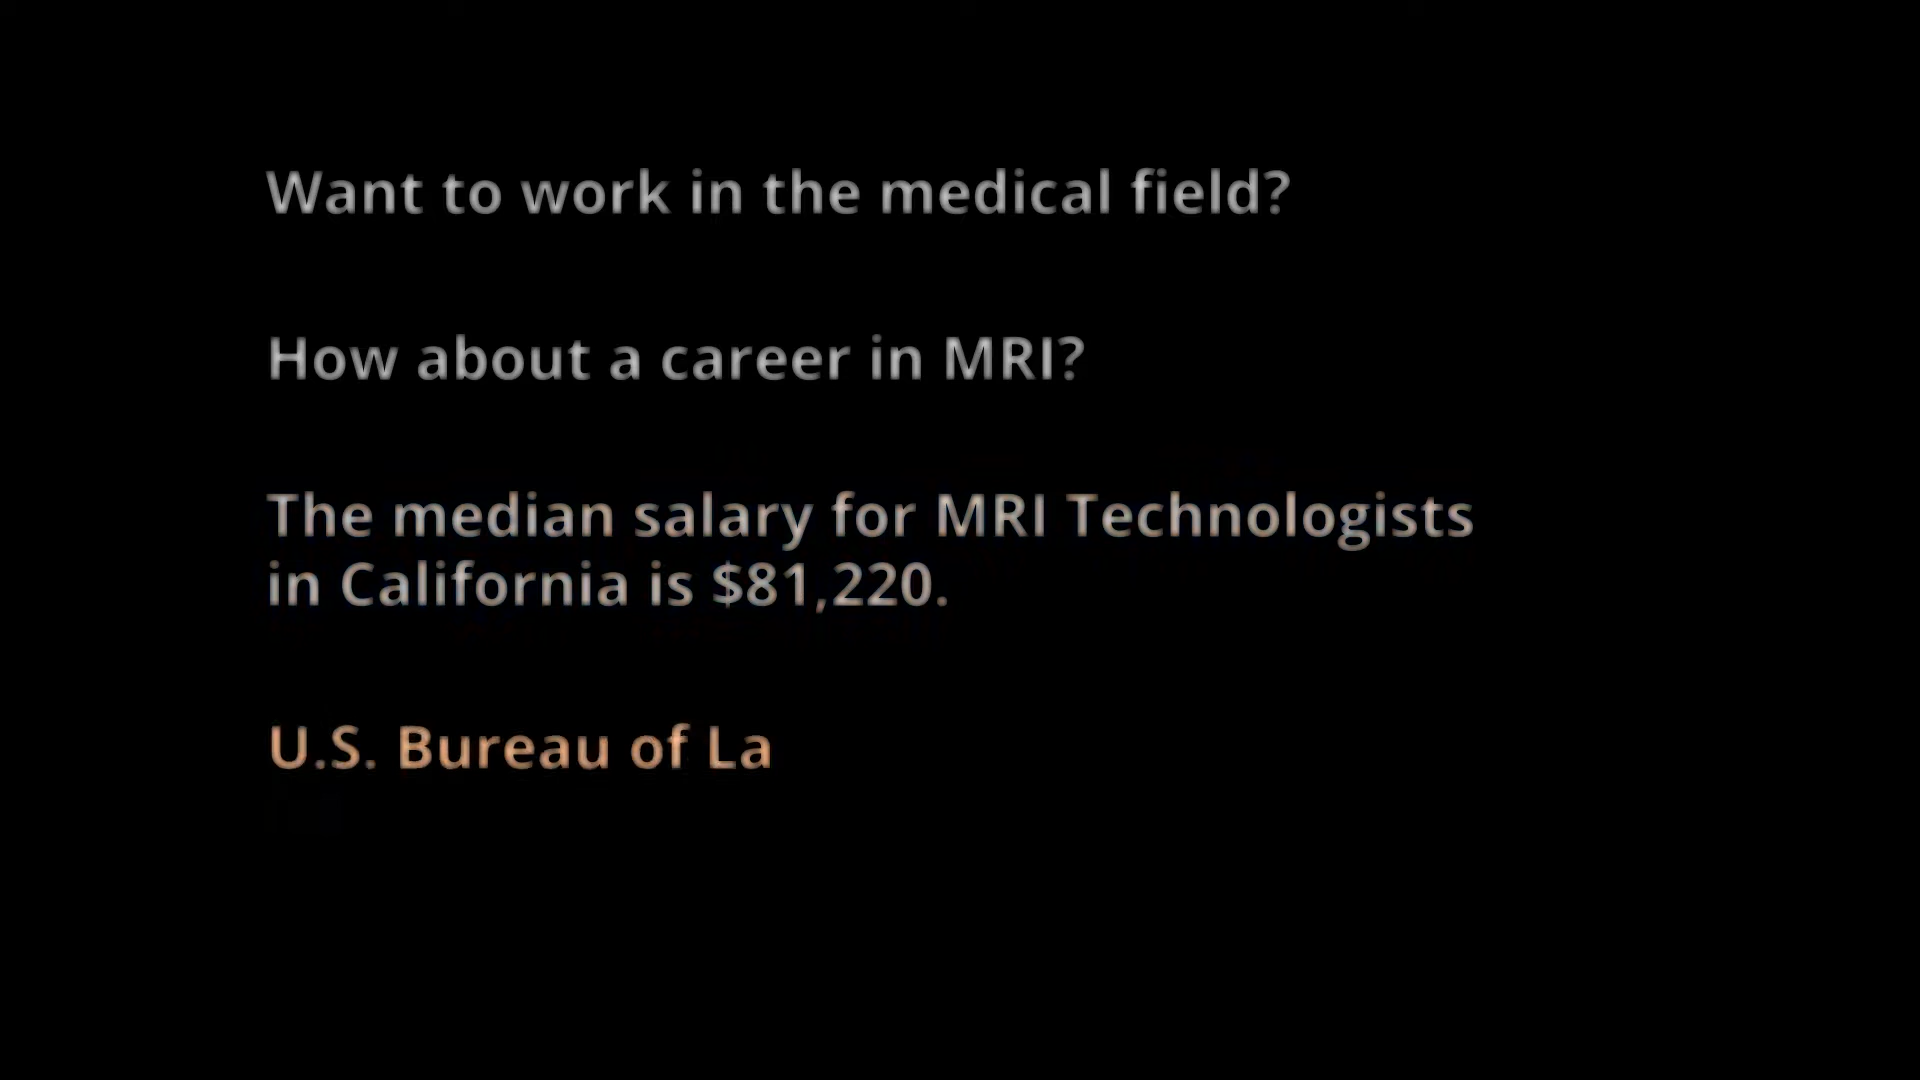 Want to work in the medical field?
How about a career in MRI?
The median salary for MRI Technologists
in California is $81,220.
U.S. Bureau of La